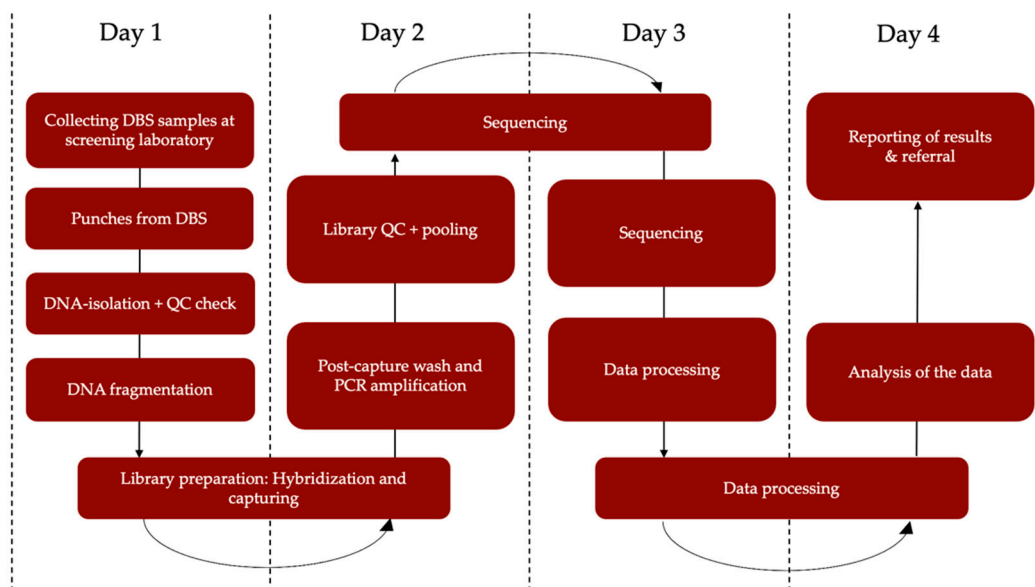 Day 1
Day 2
Day 3
Day 4
Collecting DBS samples at
screening laboratory
Punches from DBS
DNA-isolation + QC check
DNA fragmentation
Library preparation: Hybridization and
capturing
Post-capture wash and
PCR amplification
Library QC + pooling
Sequencing
Sequencing
Data processing
Data processing
Analysis of the data
Reporting of results
& referral